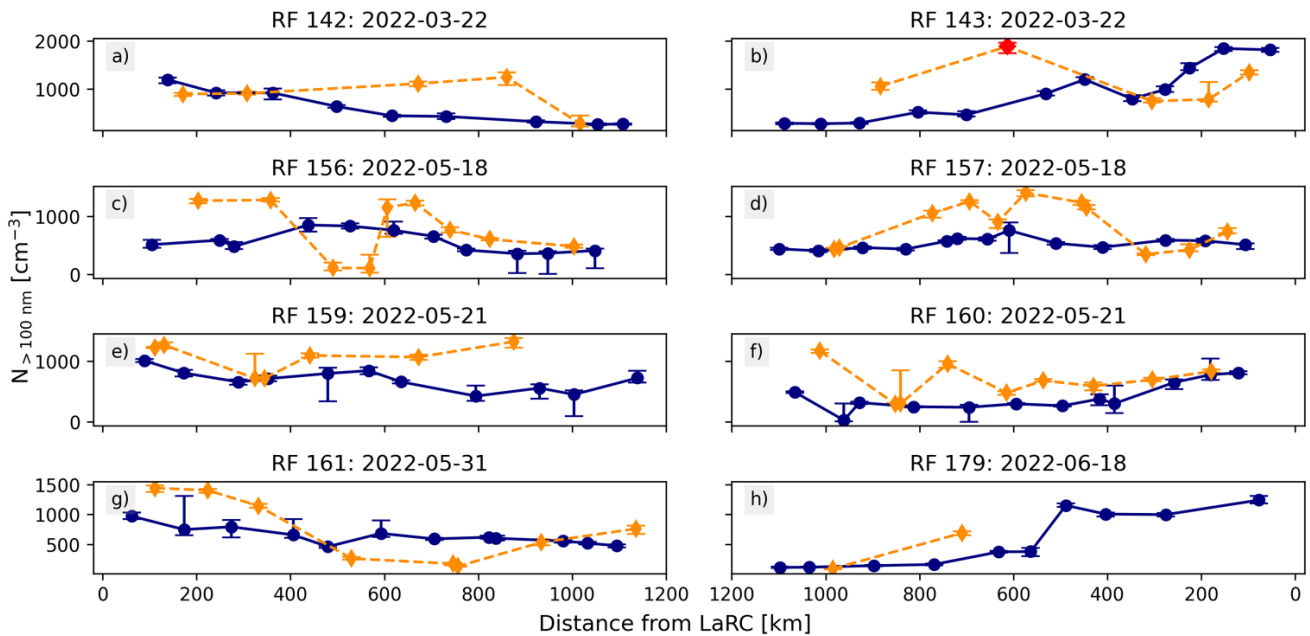 RF 142: 2022-03-22
RF 143: 2022-03-22
2000
1000
a)
b)
RF 156: 2022-05-18
RF 157: 2022-05-18
1000
0
c)
d)
RF 159: 2022-05-21
RF 160: 2022-05-21
1000
0
e)
f)
RF 161: 2022-05-31
RF 179: 2022-06-18
1500
1000
500
g)
h)
0 200 400 600 800 1000 1200
1200 1000 800 600 400 200 0
N>100 nm [cm−3]
Distance from LaRC [km]